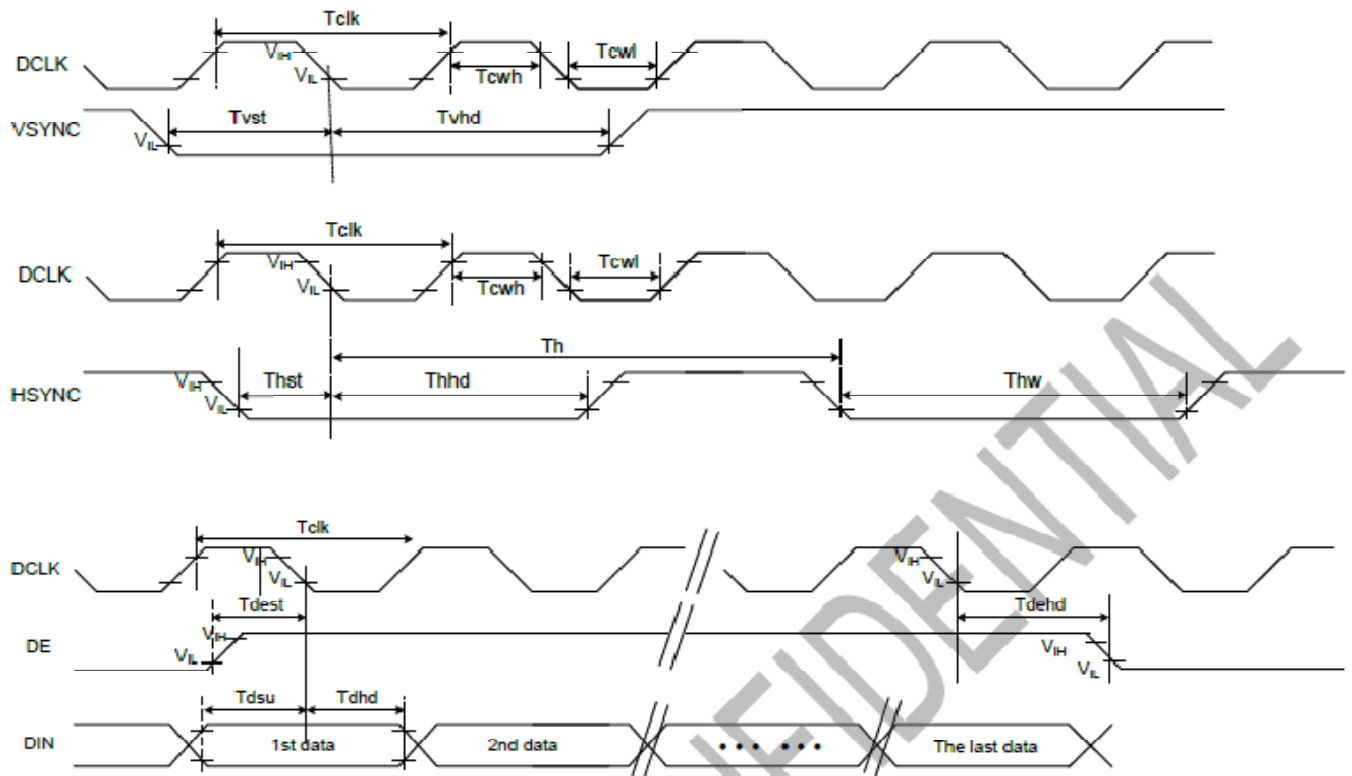 Tclk
DCLK
VIH
VIL
Tcwh
Tcwl
VSYNC
VIL
Tvst
Tvhd
Tclk
DCLK
VIH
VIL
Tcwh
Tcwl
Th
HSYNC
VIH
VIL
Thst
Thhd
Thw
Tclk
DCLK
VIH
VIL
VIH
VIL
Tdest
Tdehd
DE
VIH
VIL
VIH
VIL
Tdsu
Tdhd
DIN
1st data
2nd data
• • • • • •
The last data